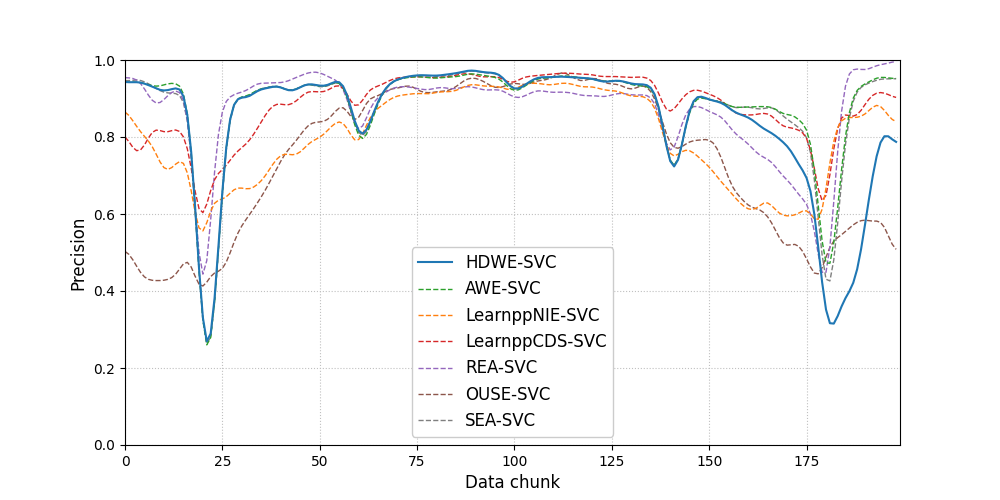 1.0
0.8
0.6
0.4
0.2
0.0
Precision
HDWE-SVC
AWE-SVC
LearnppNIE-SVC
LearnppCDS-SVC
REA-SVC
OUSE-SVC
SEA-SVC
0 25 50 75 100 125 150 175
Data chunk